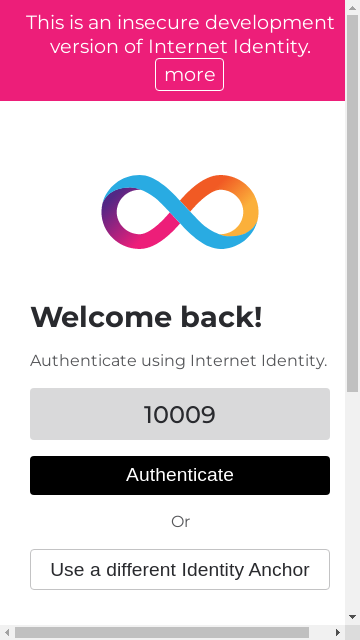 This is an insecure development
version of Internet Identity.
more
Welcome back!
Authenticate using Internet Identity.
10009
Authenticate
Or
Use a different Identity Anchor